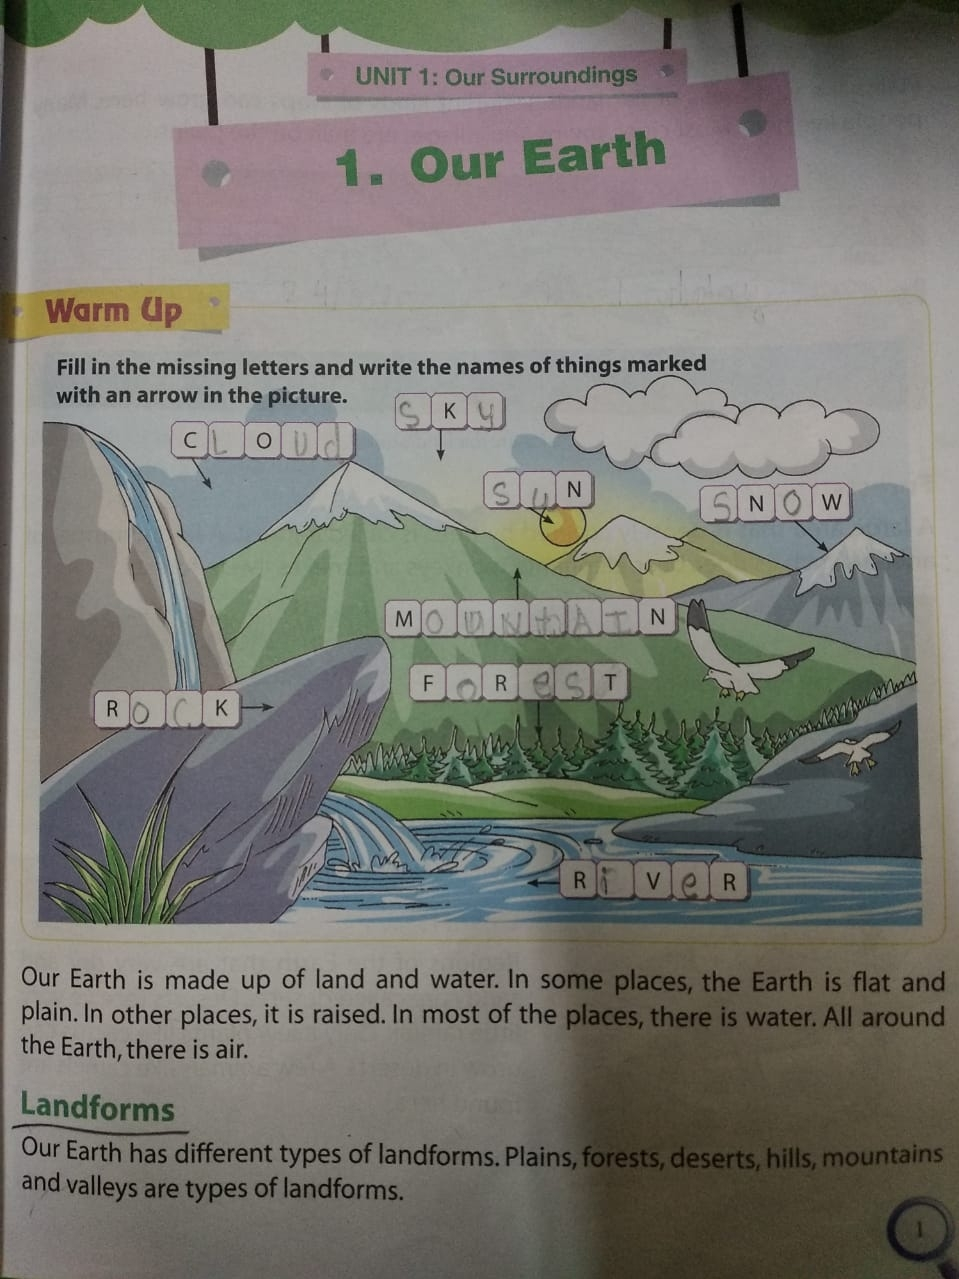 UNIT 1: Our Surroundings
1. Our Earth
Warm Up
Fill in the missing letters and write the names of things marked
with an arrow in the picture.
SKy
CLOUd
SuN
SNOW
MOUNtAIN
FoResT
ROCK
RiVeR
Our Earth is made up of land and water. In some places, the Earth is flat and
plain. In other places, it is raised. In most of the places, there is water. All around
the Earth, there is air.
Landforms
Our Earth has different types of landforms. Plains, forests, deserts, hills, mountains
and valleys are types of landforms.
1